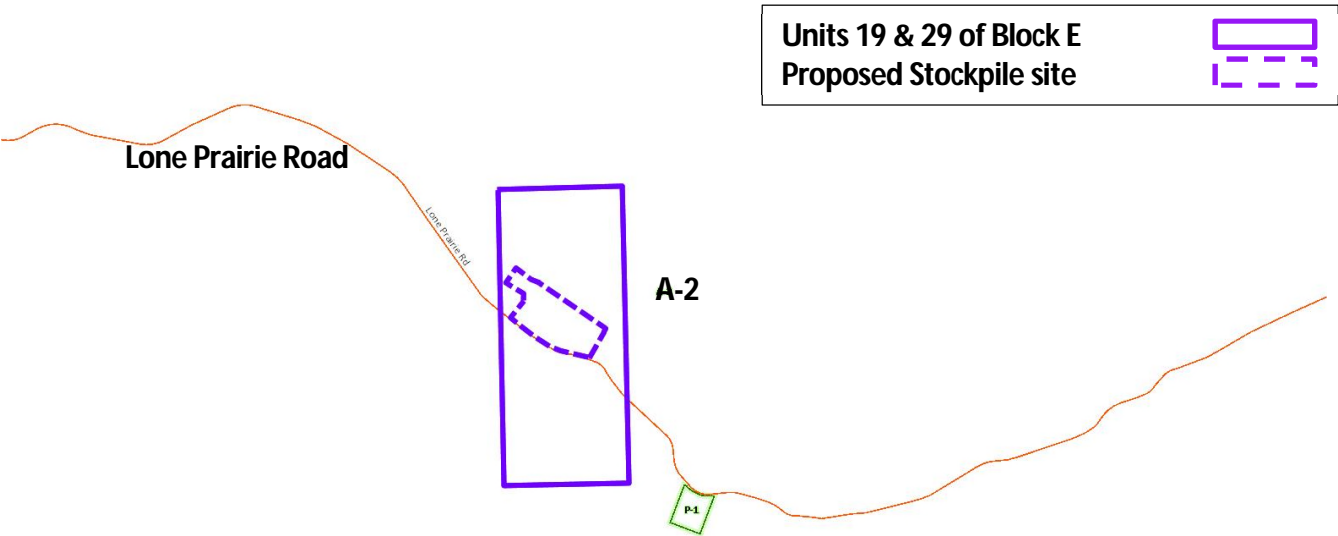 Units 19 & 29 of Block E
Proposed Stockpile site
Lone Prairie Road
Lone Prairie Rd
A-2
P-1